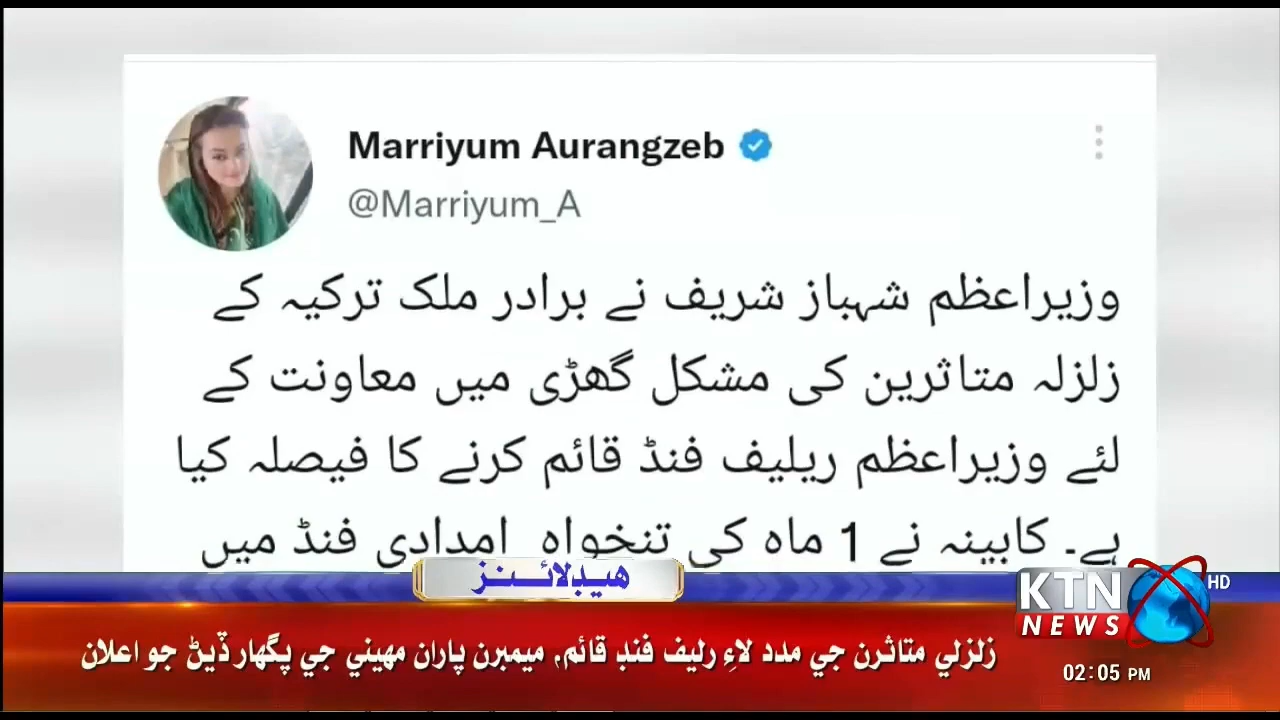 Marriyum Aurangzeb
@Marriyum_A
وزیراعظم شہباز شریف نے برادر ملک ترکیہ کے
زلزلہ متاثرین کی مشکل گھڑی میں معاونت کے
لئے وزیراعظم ریلیف فنڈ قائم کرنے کا فیصلہ کیا
ہے۔ کابینہ نے 1 ماہ کی تنخواہ امدادی فنڈ میں
هيڊلائنز
KTN
NEWS
HD
زلزلي متاثرن جي مدد لاءِ رليف فنڊ قائم، ميمبرن پاران مهيني جي پگهار ڏيڻ جو اعلان
02:05 PM